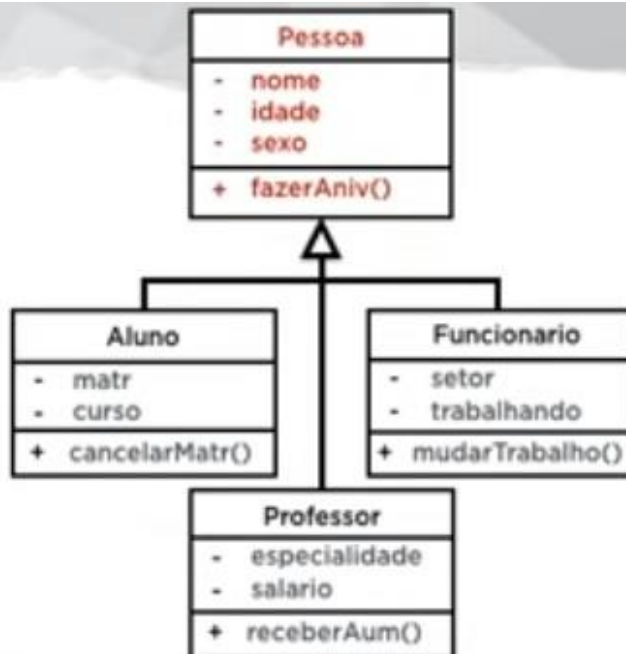 Pessoa
- nome
- idade
- sexo
+ fazerAniv()
Aluno
- matr
- curso
+ cancelarMatr()
Funcionario
- setor
- trabalhando
+ mudarTrabalho()
Professor
- especialidade
- salario
+ receberAum()